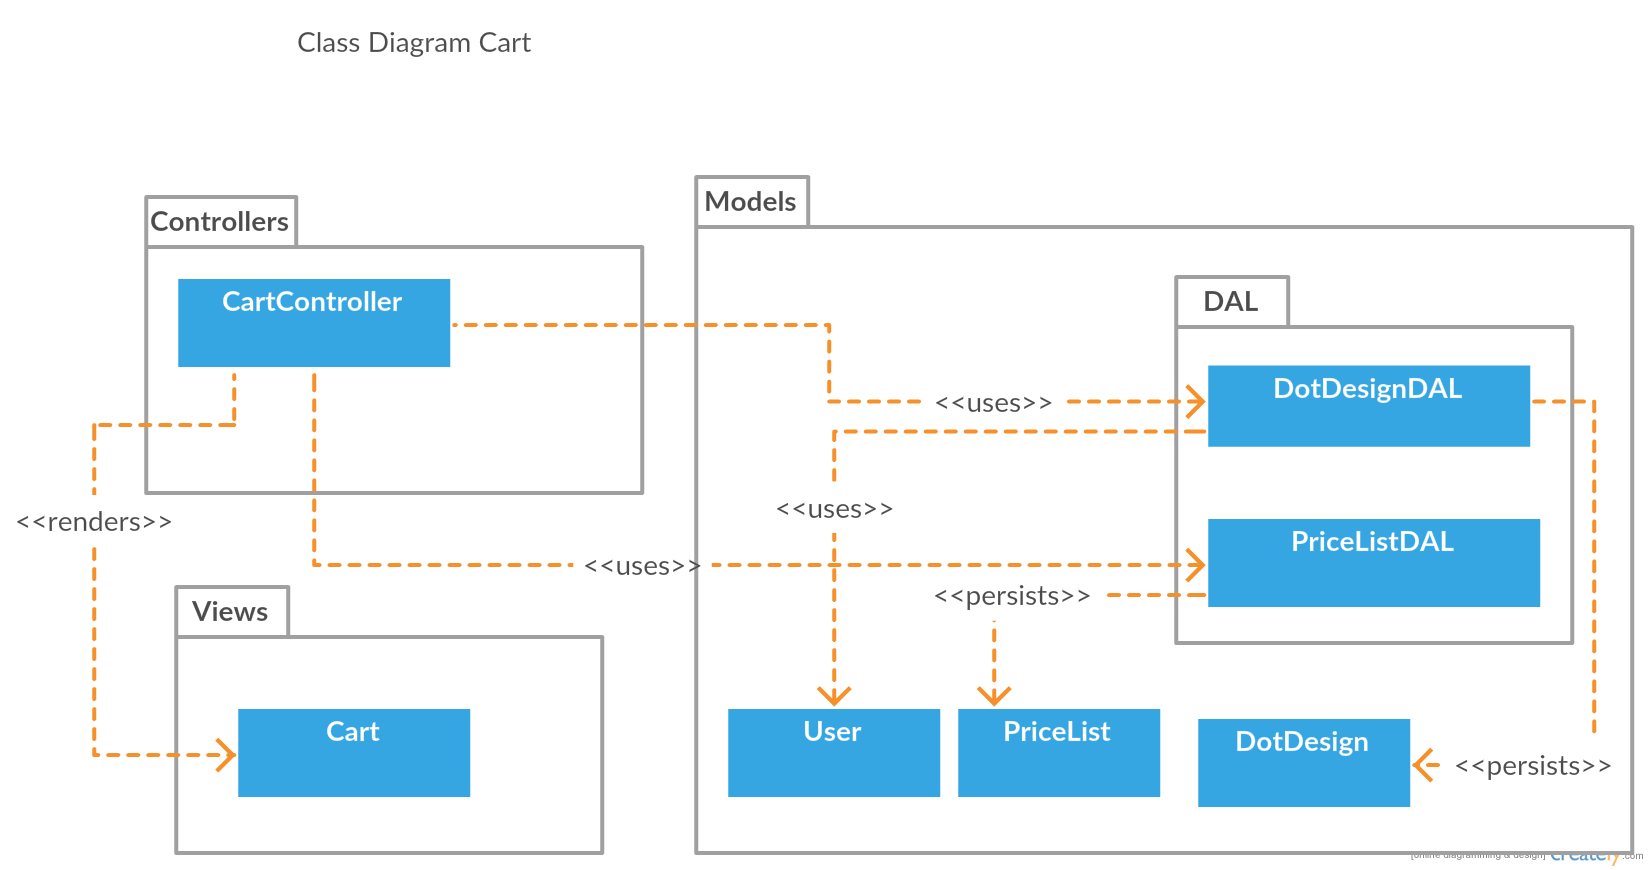 Class Diagram Cart
Controllers
CartController
Models
DAL
DotDesignDAL
<<uses>>
<<uses>>
<<renders>>
PriceListDAL
<<uses>>
<<persists>>
Views
Cart
User
PriceList
DotDesign
<<persists>>
[online diagramming & design] creately.com